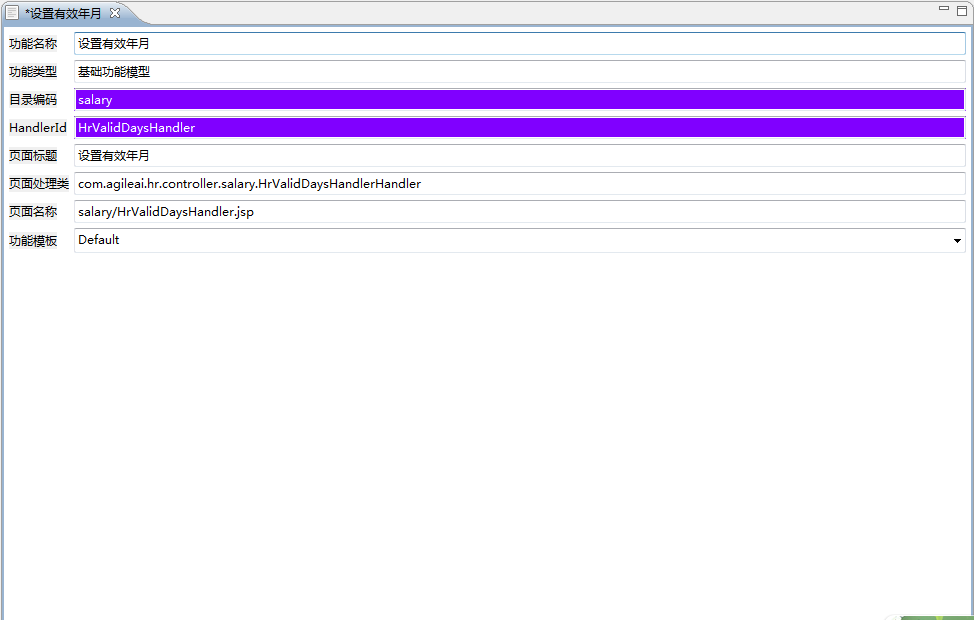 *设置有效年月
功能名称 设置有效年月
功能类型 基础功能模型
目录编码 salary
HandlerId HrValidDaysHandler
页面标题 设置有效年月
页面处理类 com.agileai.hr.controller.salary.HrValidDaysHandlerHandler
页面名称 salary/HrValidDaysHandler.jsp
功能模板 Default